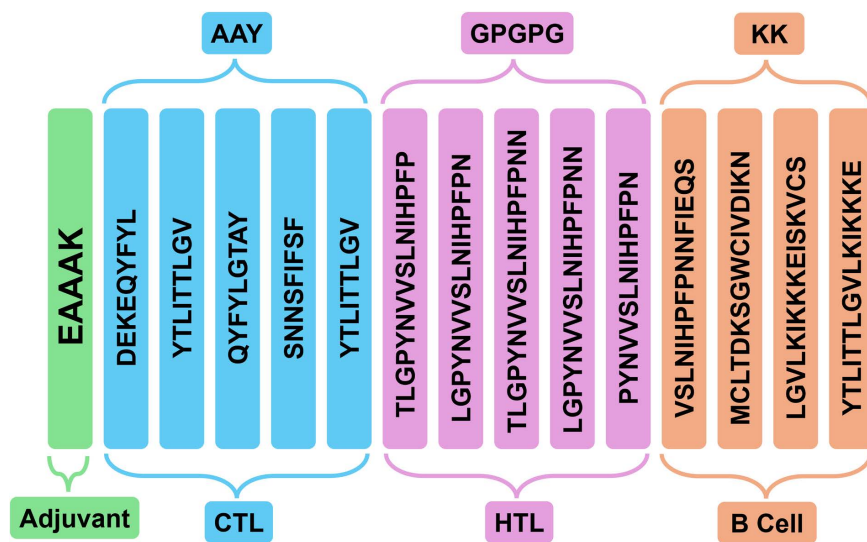 AAY
GPGPG
KK
EAAAK
DEKEQYFYL
YTLITTLGV
QYFYLGTAY
SNNSFIFSF
YTLITTLGV
TLGPYNVVSLNIHPFP
LGPYNVVSLNIHPFPN
TLGPYNVVSLNIHPFPNN
LGPYNVVSLNIHPFPNN
PYNVVSLNIHPFPN
VSLNIHPFPNNFIEQS
MCLTDKSGWCIVDIKN
LGVLKIKKKEISKVCS
YTLITTLGVLKIKKKE
Adjuvant
CTL
HTL
B Cell